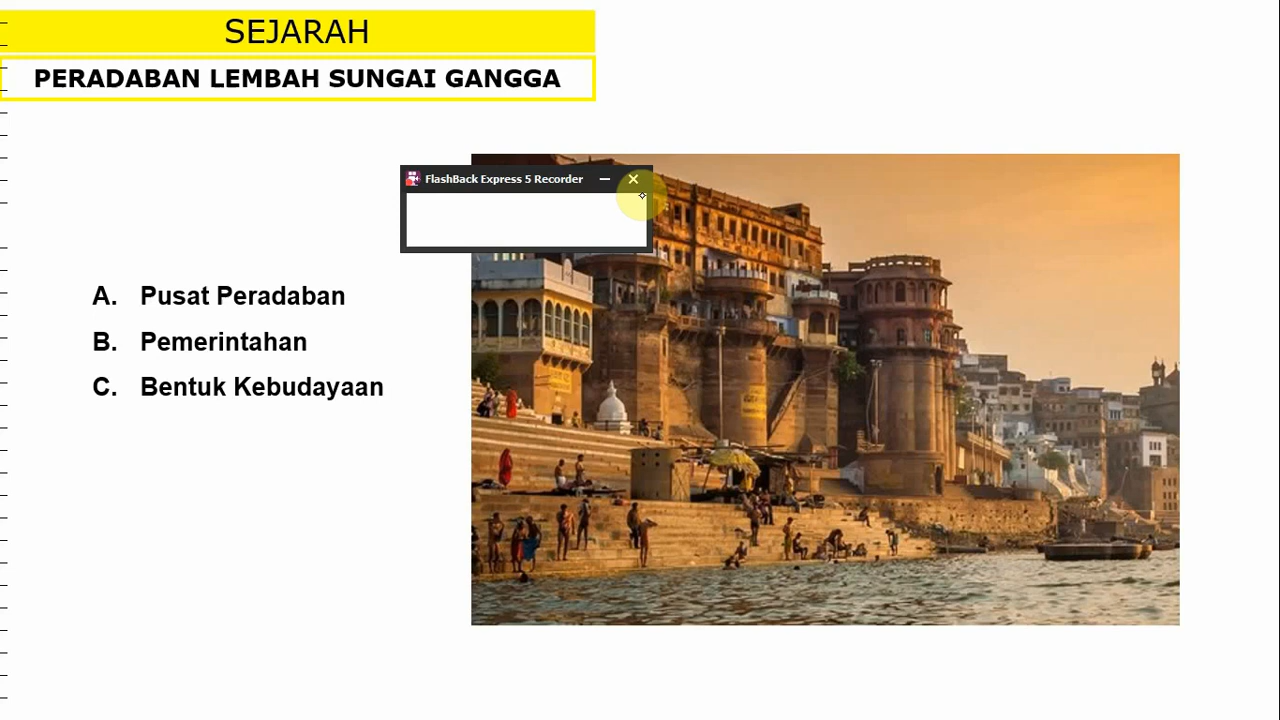 SEJARAH
PERADABAN LEMBAH SUNGAI GANGGA
FlashBack Express 5 Recorder
A. Pusat Peradaban
B. Pemerintahan
C. Bentuk Kebudayaan